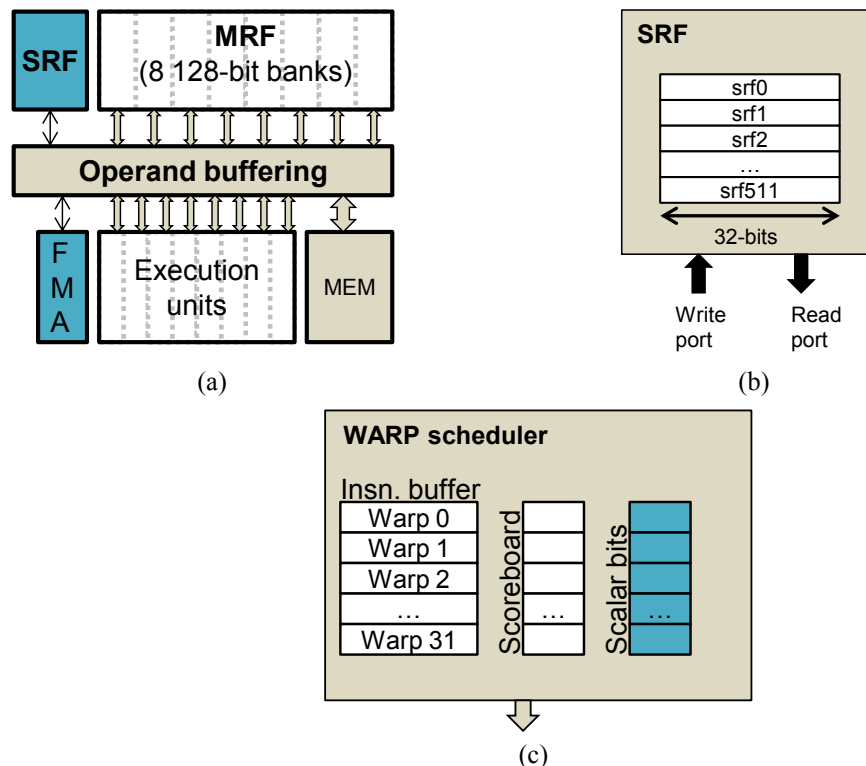 SRF
MRF
(8 128-bit banks)
Operand buffering
F
M
A
Execution
units
MEM
(a)
SRF
srf0
srf1
srf2
...
srf511
32-bits
Write
port
Read
port
(b)
WARP scheduler
Insn. buffer
Warp 0
Warp 1
Warp 2
...
Warp 31
Scoreboard
...
Scalar bits
...
(c)